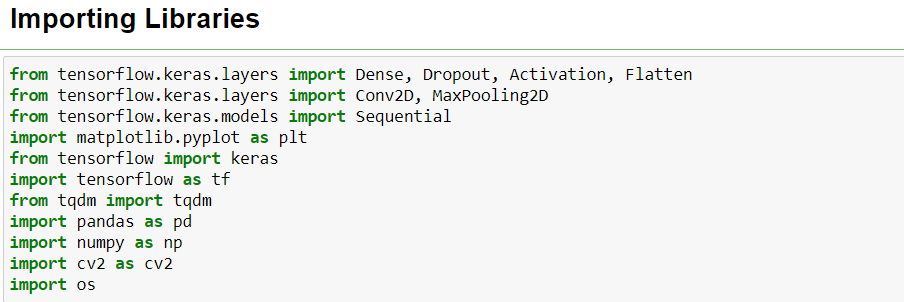 Importing Libraries
from tensorflow.keras.layers import Dense, Dropout, Activation, Flatten
from tensorflow.keras.layers import Conv2D, MaxPooling2D
from tensorflow.keras.models import Sequential
import matplotlib.pyplot as plt
from tensorflow import keras
import tensorflow as tf
from tqdm import tqdm
import pandas as pd
import numpy as np
import cv2 as cv2
import os